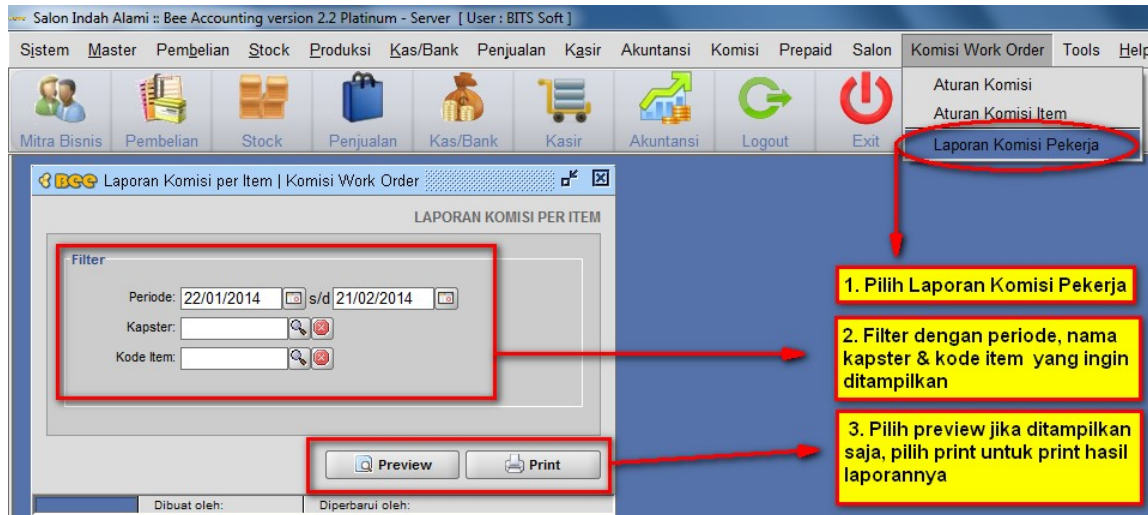 Salon Indah Alami :: Bee Accounting version 2.2 Platinum - Server [ User : BITS Soft ]
Sistem Master Pembelian Stock Produksi Kas/Bank Penjualan Kasir Akuntansi Komisi Prepaid Salon Komisi Work Order Tools Help
Aturan Komisi
Aturan Komisi Item
Laporan Komisi Pekerja
Mitra Bisnis Pembelian Stock Penjualan Kas/Bank Kasir Akuntansi Logout Exit
Bee Laporan Komisi per Item | Komisi Work Order
LAPORAN KOMISI PER ITEM
Filter
Periode: 22/01/2014 s/d 21/02/2014
Kapster:
Kode Item:
Preview Print
Dibuat oleh: Diperbarui oleh:
1. Pilih Laporan Komisi Pekerja
2. Filter dengan periode, nama
kapster & kode item yang ingin
ditampilkan
3. Pilih preview jika ditampilkan
saja, pilih print untuk print hasil
laporannya